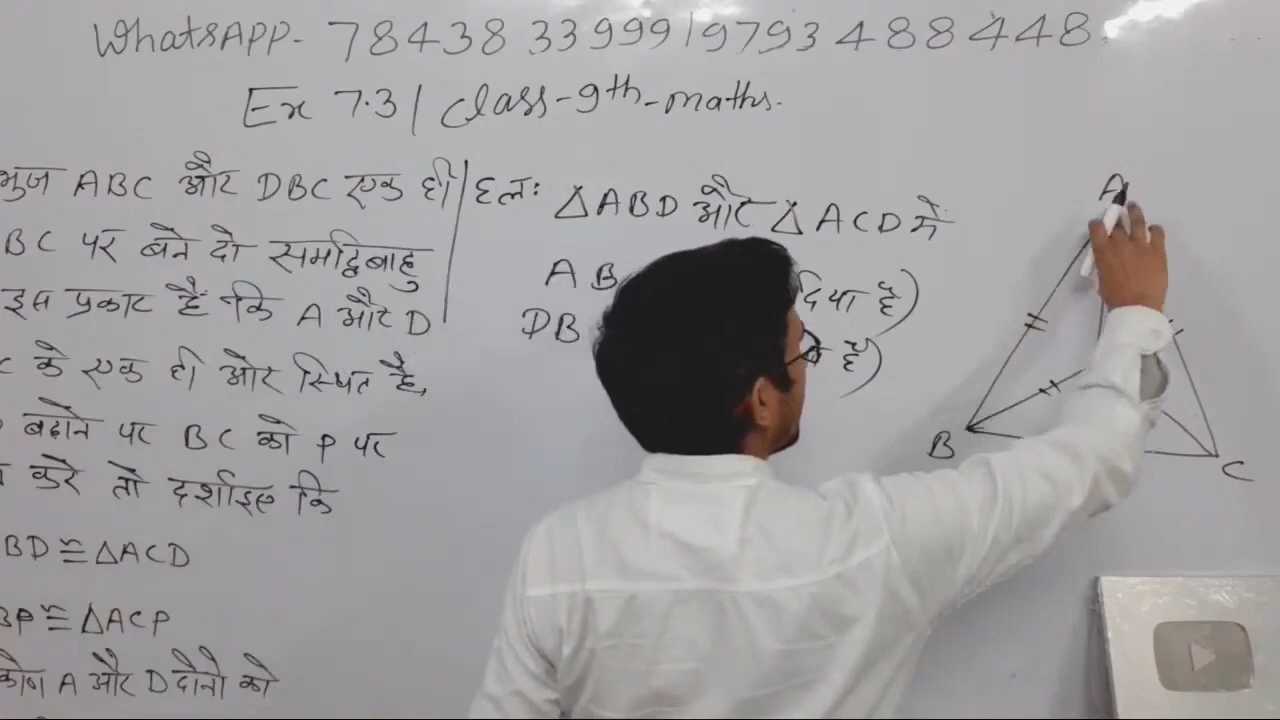 WhatsAPP- 7843833999/9793488448
Ex 7.3 / Class-9th-maths.
ABC और DBC एक ही
BC पर बने दो समद्विबाहु
इस प्रकार है कि A और D
के एक ही ओर स्थित है,
बढ़ाने पर BC को P पर
करे तो दर्शाइए कि
BD ≅ △ACD
BP ≅ △ACP
कोण A और D दोनो को
हलः △ABD और △ACD में
AB दिया है)
DB है)
A
B
C